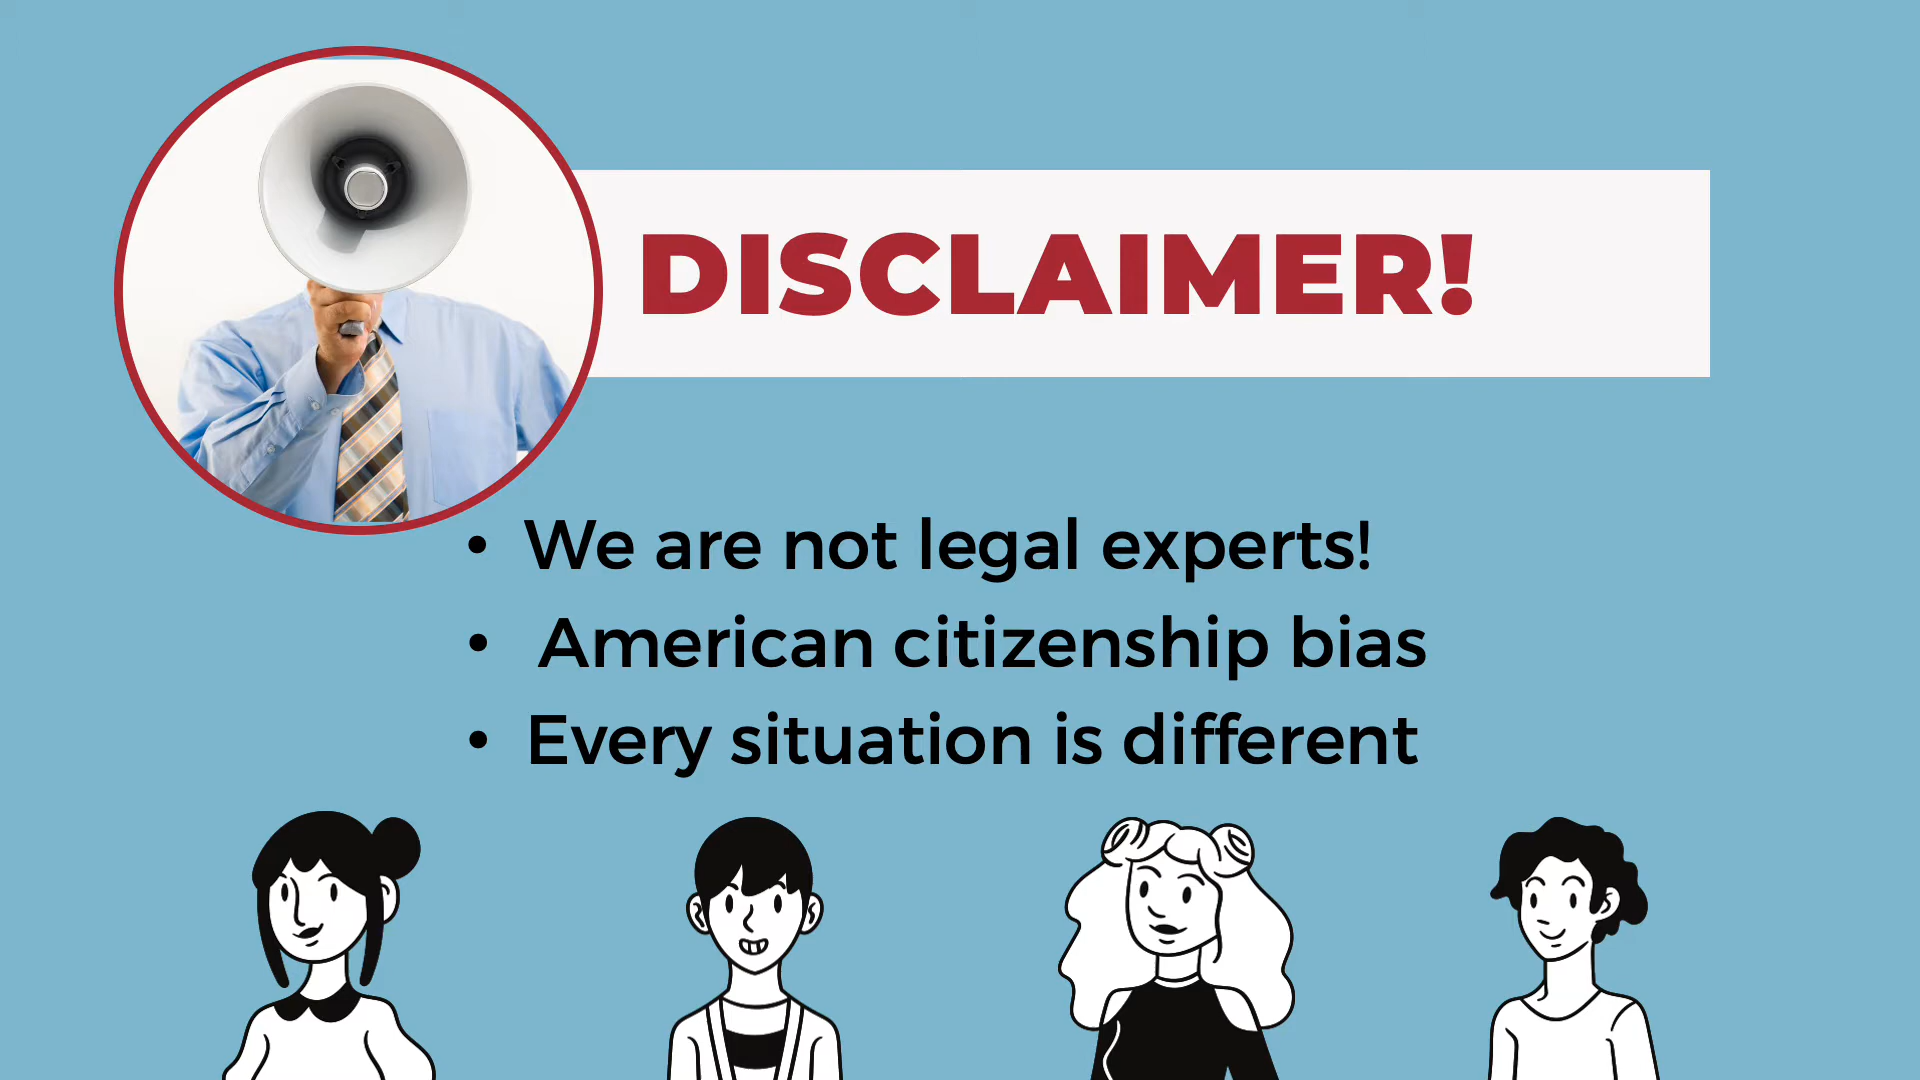 DISCLAIMER!
• We are not legal experts!
• American citizenship bias
• Every situation is different